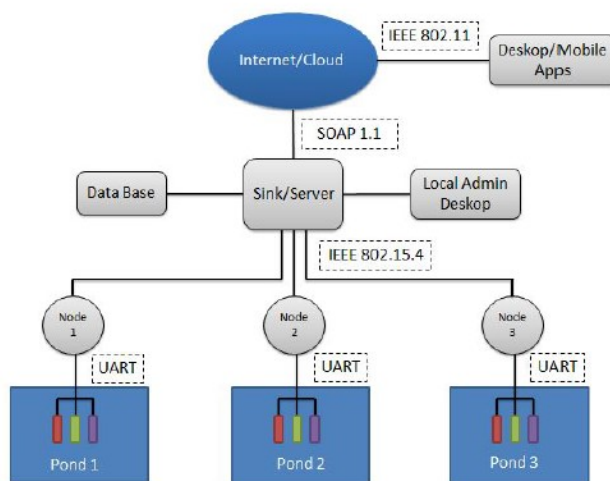 IEEE 802.11
Internet/Cloud
Deskop/Mobile
Apps
SOAP 1.1
Data Base
Sink/Server
Local Admin
Deskop
IEEE 802.15.4
Node
1
Node
2
Node
3
UART
UART
UART
Pond 1
Pond 2
Pond 3